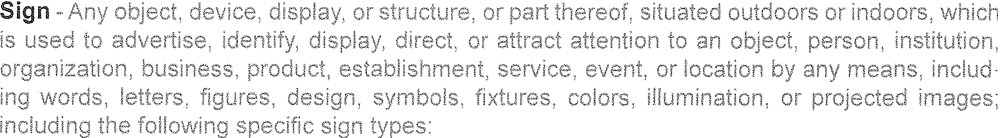 Sign - Any object, device, display, or structure, or part thereof, situated outdoors or indoors, which
is used to advertise, identify, display, direct, or attract attention to an object, person, institution,
organization, business, product, establishment, service, event, or location by any means, includ-
ing words, letters, figures, design, symbols, fixtures, colors, illumination, or projected images;
including the following specific sign types: